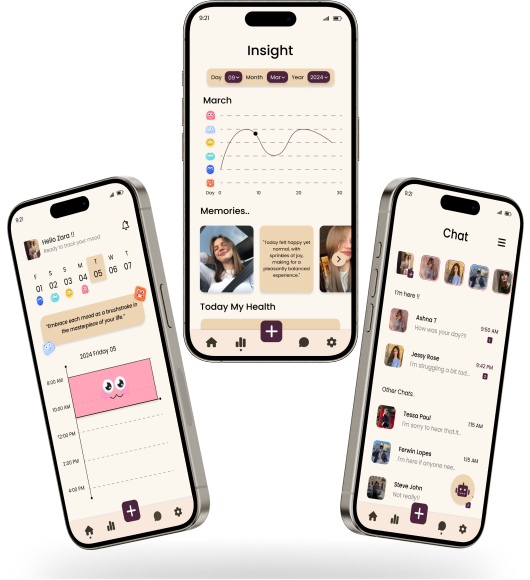 9:21
Insight
Day 09 Month Mar Year 2024
March
Day 0 10 20 30
Memories..
"Today felt happy yet
normal, with
sprinkles of joy,
making for a
pleasantly balanced
experience."
Today My Health
9:21
Hello Zara !!
Ready to track your mood
F S S M T W T
01 02 03 04 05 06 07
"Embrace each mood as a brushstroke in
the masterpiece of your life."
2024 Friday 05
8:00 AM
10:00 AM
12:00 PM
2:00 PM
4:00 PM
9:21
Chat
I'm here !!
Ashna T
9:50 AM
How was your day??
Jessy Rose
9:42 PM
I'm struggling a bit tod..
Other Chats
Tessa Paul
1:15 AM
I'm sorry to hear that.it..
Ferwin Lopes
1:15 AM
I'm here if anyone nee..
Steve John
Not really!!